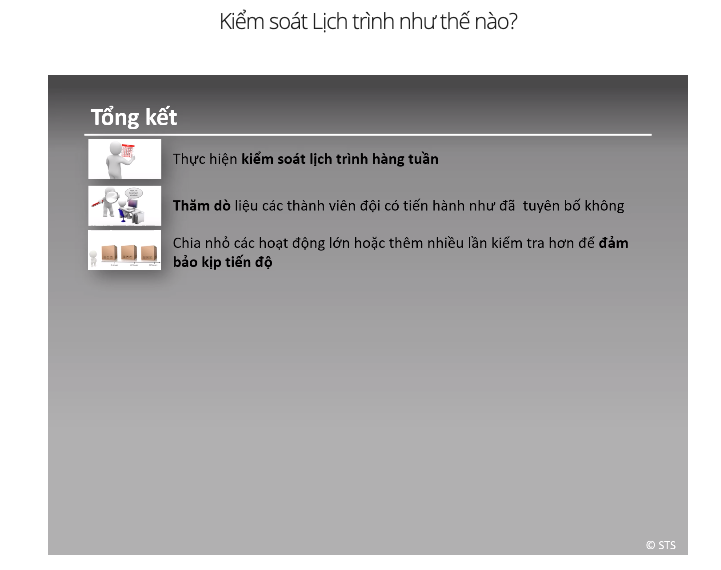 Kiểm soát Lịch trình như thế nào?
Tổng kết
Thực hiện kiểm soát lịch trình hàng tuần
Thăm dò liệu các thành viên đội có tiến hành như đã tuyên bố không
Chia nhỏ các hoạt động lớn hoặc thêm nhiều lần kiểm tra hơn để đảm
bảo kịp tiến độ
© STS